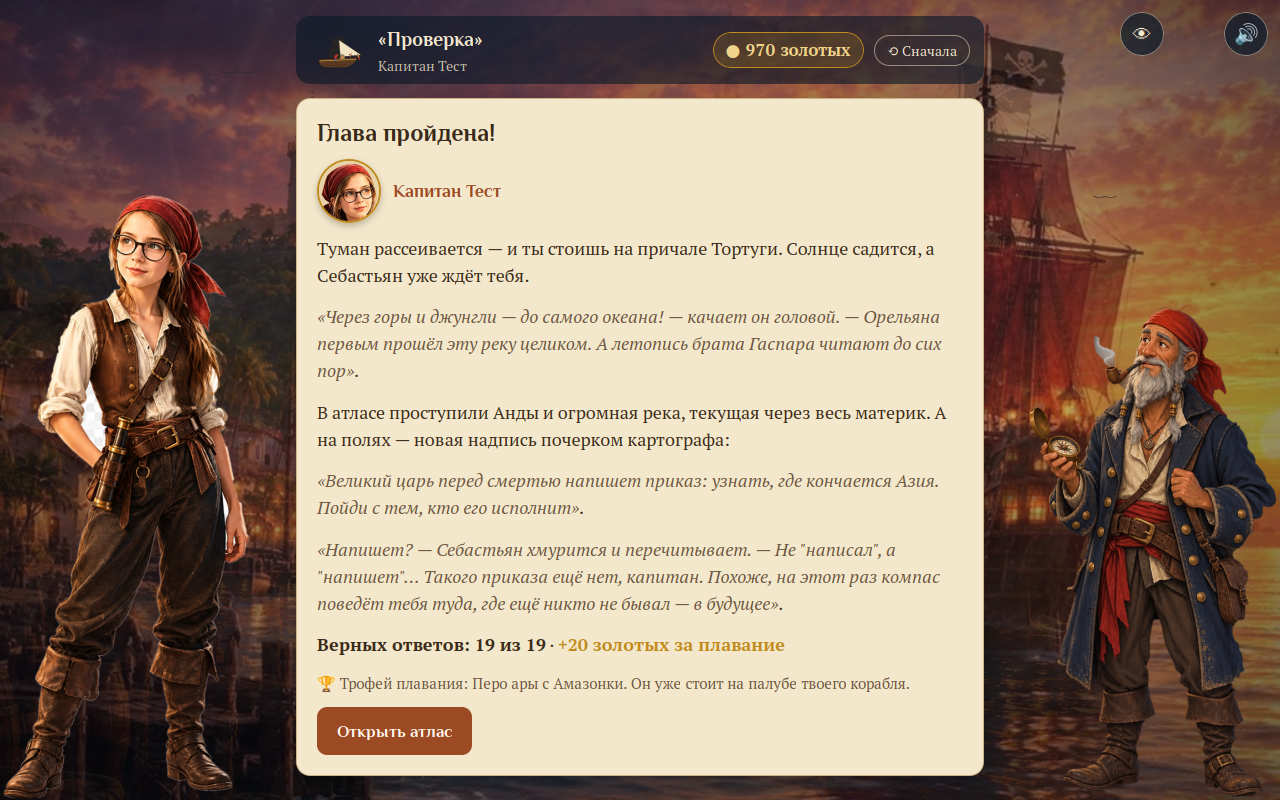 «Проверка»
Капитан Тест
970 золотых
⟲ Сначала
Глава пройдена!
Капитан Тест
Туман рассеивается — и ты стоишь на причале Тортуги. Солнце садится, а
Себастьян уже ждёт тебя.
«Через горы и джунгли — до самого океана! — качает он головой. — Орельяна
первым прошёл эту реку целиком. А летопись брата Гаспара читают до сих
пор».
В атласе проступили Анды и огромная река, текущая через весь материк. А
на полях — новая надпись почерком картографа:
«Великий царь перед смертью напишет приказ: узнать, где кончается Азия.
Пойди с тем, кто его исполнит».
«Напишет? — Себастьян хмурится и перечитывает. — Не "написал", а
"напишет"… Такого приказа ещё нет, капитан. Похоже, на этот раз компас
поведёт тебя туда, где ещё никто не бывал — в будущее».
Верных ответов: 19 из 19 · +20 золотых за плавание
🏆 Трофей плавания: Перо ары с Амазонки. Он уже стоит на палубе твоего корабля.
Открыть атлас